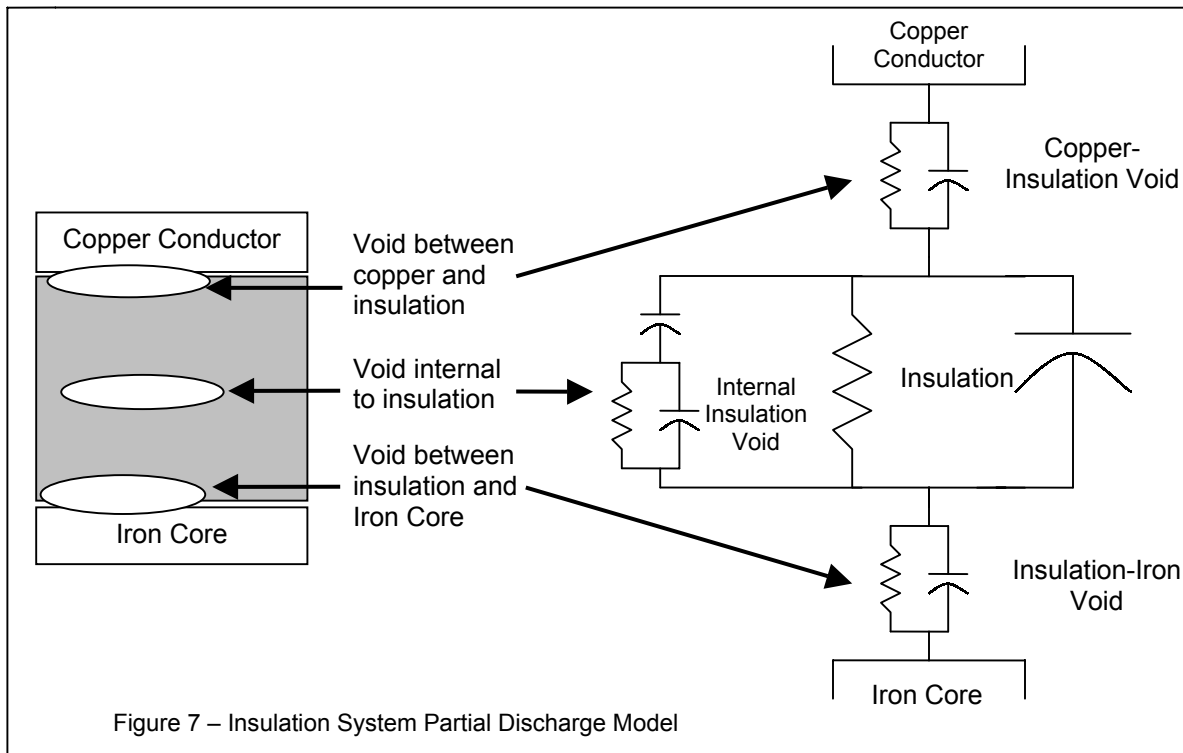 Copper
Conductor
Copper-
Insulation Void
Copper Conductor
Void between
copper and
insulation
Void internal
to insulation
Internal
Insulation
Void
Insulation
Void between
insulation and
Iron Core
Iron Core
Insulation-Iron
Void
Iron Core
Figure 7 – Insulation System Partial Discharge Model